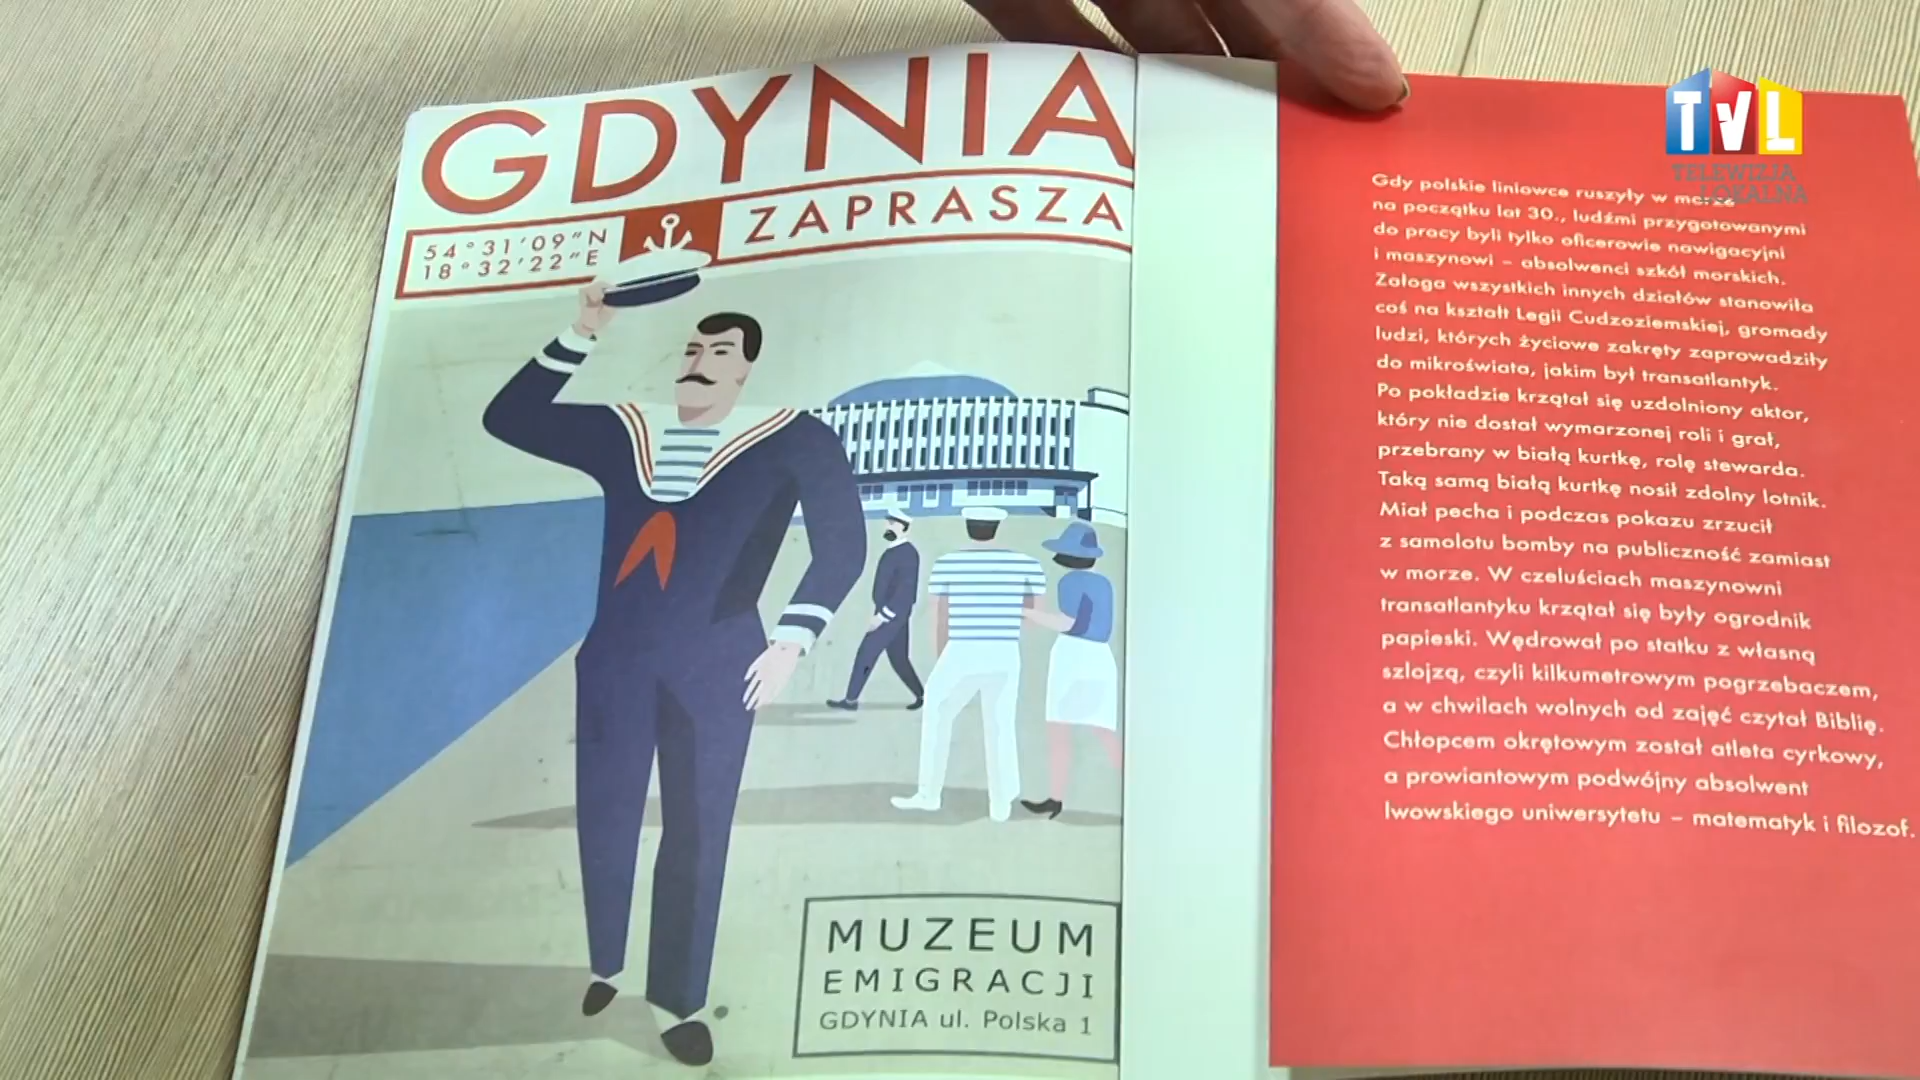 GDYNIA
54°31'09"N
18°32'22"E
ZAPRASZA
MUZEUM
EMIGRACJI
GDYNIA ul. Polska 1
TVL
TELEWIZJA
LOKALNA
Gdy polskie liniowce ruszyły w morze
na początku lat 30., ludźmi przygotowanymi
do pracy byli tylko oficerowie nawigacyjni
i maszynowi – absolwenci szkół morskich.
Załoga wszystkich innych działów stanowiła
coś na kształt Legii Cudzoziemskiej, gromady
ludzi, których życiowe zakręty zaprowadziły
do mikroświata, jakim był transatlantyk.
Po pokładzie krzątał się uzdolniony aktor,
który nie dostał wymarzonej roli i grał,
przebrany w białą kurtkę, rolę stewarda.
Taką samą białą kurtkę nosił zdolny lotnik.
Miał pecha i podczas pokazu zrzucił
z samolotu bomby na publiczność zamiast
w morze. W czeluściach maszynowni
transatlantyku krzątał się były ogrodnik
papieski. Wędrował po statku z własną
szlojzą, czyli kilkumetrowym pogrzebaczem,
a w chwilach wolnych od zajęć czytał Biblię.
Chłopcem okrętowym został atleta cyrkowy,
a prowiantowym podwójny absolwent
lwowskiego uniwersytetu – matematyk i filozof.